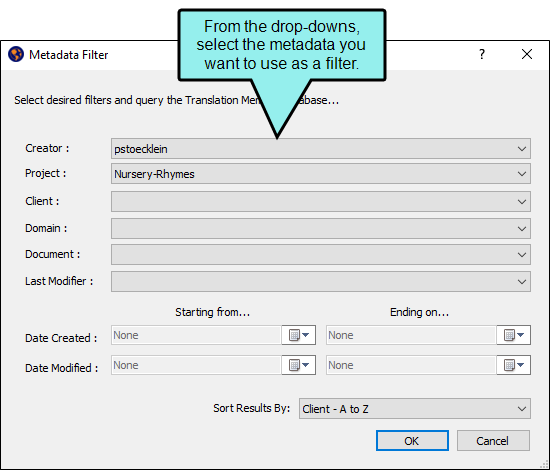 From the drop-downs,
select the metadata you
want to use as a filter.
Metadata Filter
?
Select desired filters and query the Translation Mem base...
Creator : pstoecklein
Project : Nursery-Rhymes
Client :
Domain :
Document :
Last Modifier :
Starting from... Ending on...
Date Created : None None
Date Modified : None None
Sort Results By: Client - A to Z
OK Cancel